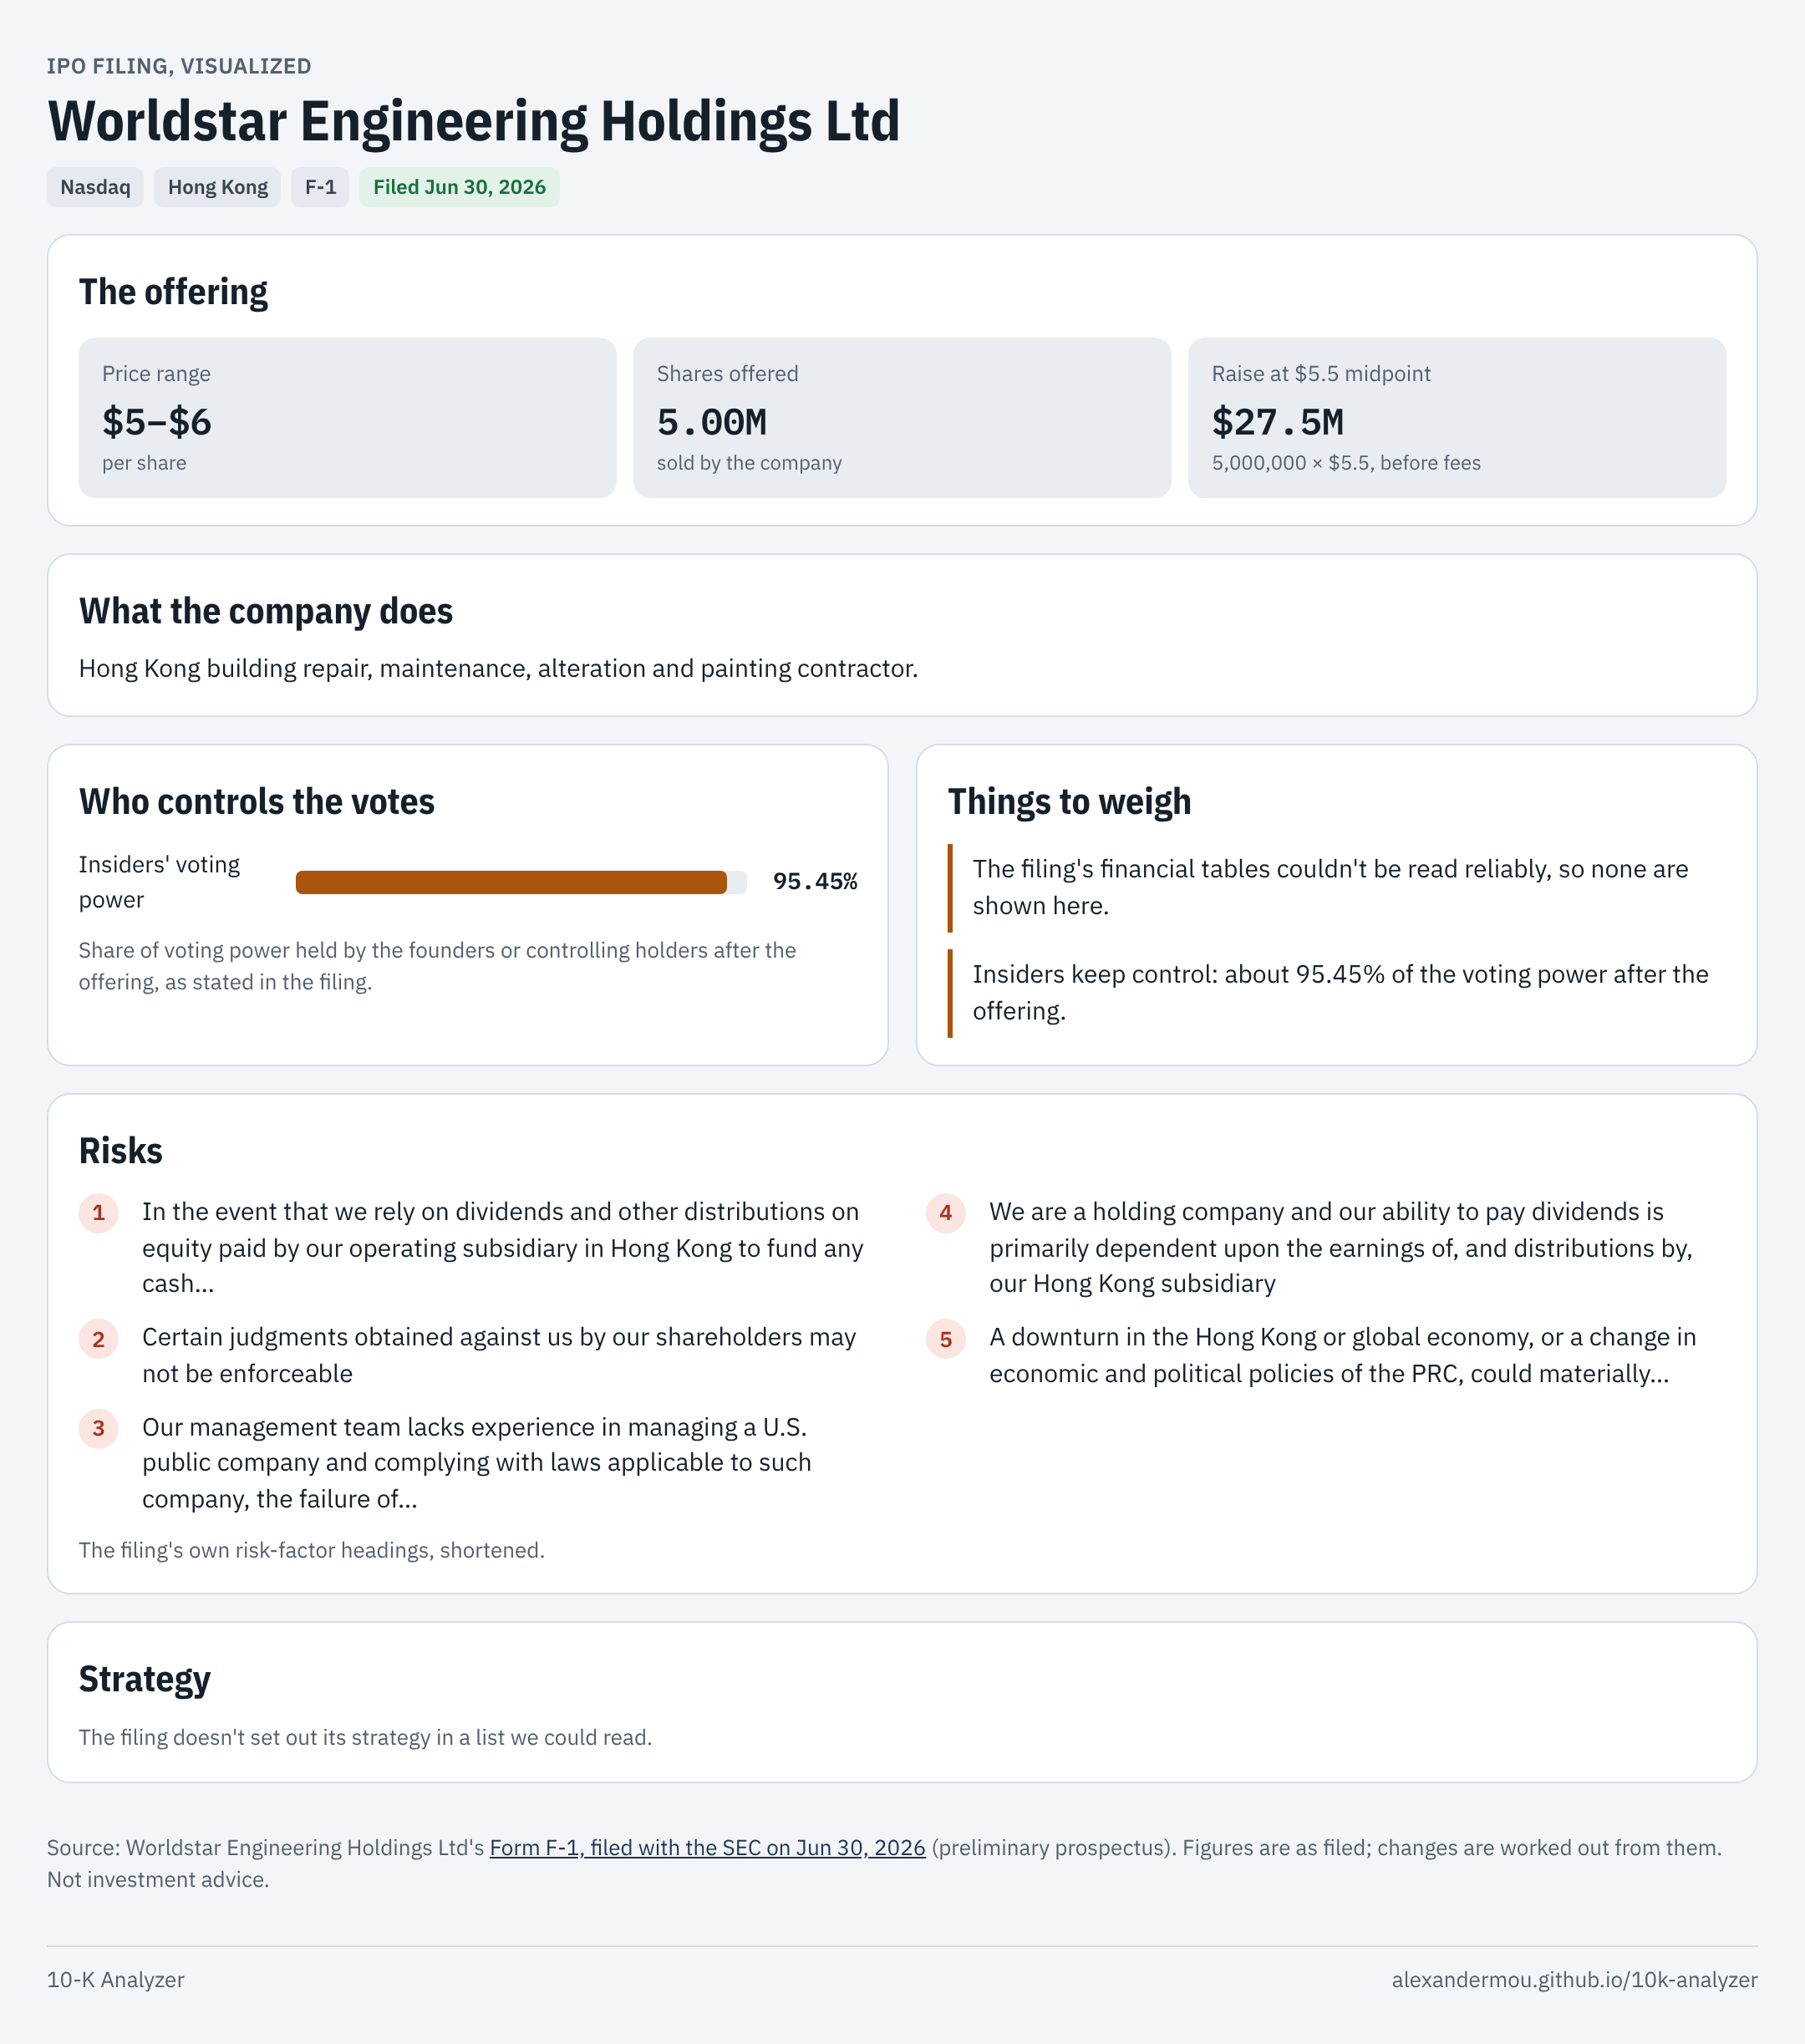 IPO FILING, VISUALIZED
Worldstar Engineering Holdings Ltd
Nasdaq Hong Kong F-1 Filed Jun 30, 2026
The offering
Price range
$5–$6
per share
Shares offered
5.00M
sold by the company
Raise at $5.5 midpoint
$27.5M
5,000,000 × $5.5, before fees
What the company does
Hong Kong building repair, maintenance, alteration and painting contractor.
Who controls the votes
Insiders' voting
power
95.45%
Share of voting power held by the founders or controlling holders after the
offering, as stated in the filing.
Things to weigh
The filing's financial tables couldn't be read reliably, so none are
shown here.
Insiders keep control: about 95.45% of the voting power after the
offering.
Risks
1 In the event that we rely on dividends and other distributions on
equity paid by our operating subsidiary in Hong Kong to fund any
cash...
2 Certain judgments obtained against us by our shareholders may
not be enforceable
3 Our management team lacks experience in managing a U.S.
public company and complying with laws applicable to such
company, the failure of...
4 We are a holding company and our ability to pay dividends is
primarily dependent upon the earnings of, and distributions by,
our Hong Kong subsidiary
5 A downturn in the Hong Kong or global economy, or a change in
economic and political policies of the PRC, could materially...
The filing's own risk-factor headings, shortened.
Strategy
The filing doesn't set out its strategy in a list we could read.
Source: Worldstar Engineering Holdings Ltd's Form F-1, filed with the SEC on Jun 30, 2026 (preliminary prospectus). Figures are as filed; changes are worked out from them.
Not investment advice.
10-K Analyzer
alexandermou.github.io/10k-analyzer